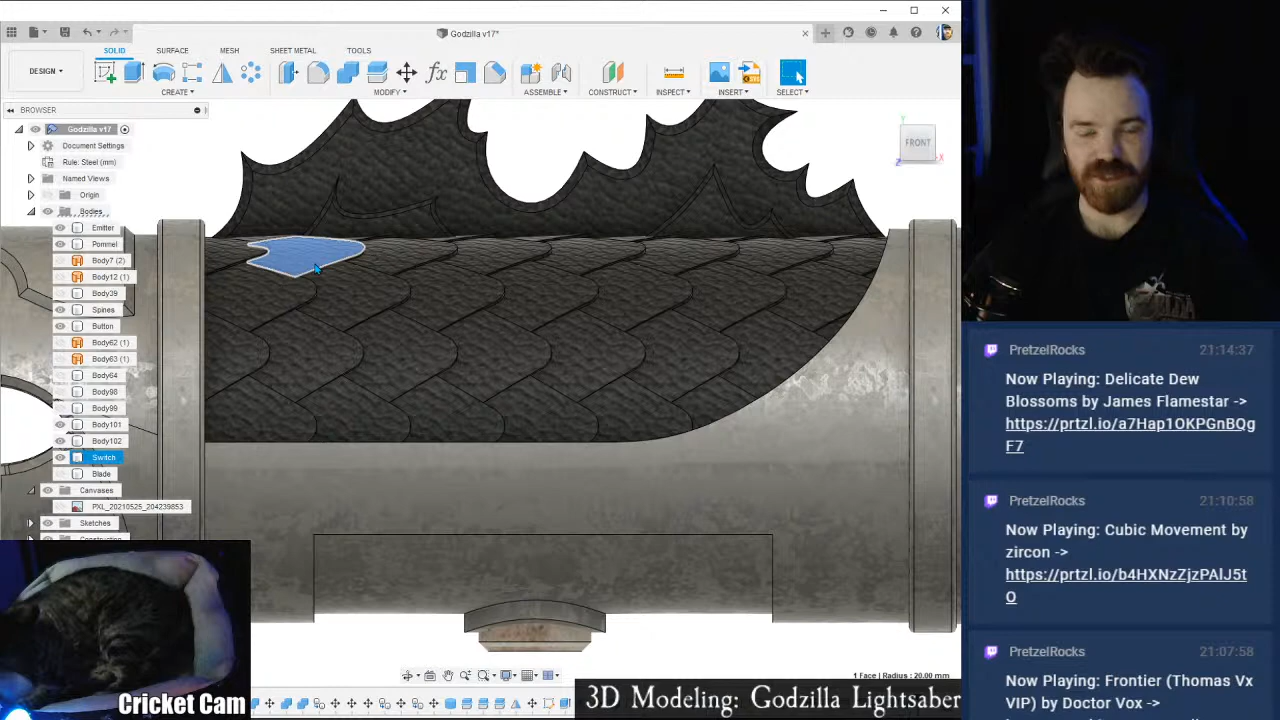 Godzilla v17*
SOLID SURFACE MESH SHEET METAL TOOLS
DESIGN
CREATE MODIFY ASSEMBLE CONSTRUCT INSPECT INSERT SELECT
BROWSER
Godzilla v17
Document Settings
Rule: Steel (mm)
Named Views
Origin
Bodies
Emitter
Pommel
Body7 (2)
Body12 (1)
Body39
Spines
Button
Body62 (1)
Body63 (1)
Body64
Body98
Body99
Body101
Body102
Switch
Blade
Canvases
PXL_20210525_204239853
Sketches
Construction
FRONT
Y
X
Z
1 Face | Radius : 20.00 mm
Cricket Cam
3D Modeling: Godzilla Lightsaber
PretzelRocks 21:14:37
Now Playing: Delicate Dew
Blossoms by James Flamestar ->
https://prtzl.io/a7Hap1OKPGnBQg
F7
PretzelRocks 21:10:58
Now Playing: Cubic Movement by
zircon ->
https://prtzl.io/b4HXNzZjzPAlJ5t
O
PretzelRocks 21:07:58
Now Playing: Frontier (Thomas Vx
VIP) by Doctor Vox ->